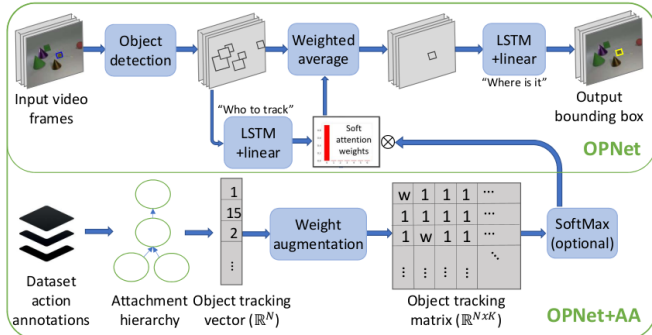 Input video
frames
Object
detection
Weighted
average
LSTM
+linear
"Where is it"
Output
bounding box
"Who to track"
LSTM
+linear
Soft
attention
weights
⊗
OPNet
Dataset
action
annotations
Attachment
hierarchy
1
15
2
⋮
Object tracking
vector (ℝ^N)
Weight
augmentation
w 1 1 1 ⋯
1 1 1 1 ⋯
1 w 1 1 ⋯
⋱
⋮ ⋮ ⋮ ⋮
Object tracking
matrix (ℝ^NxK)
SoftMax
(optional)
OPNet+AA